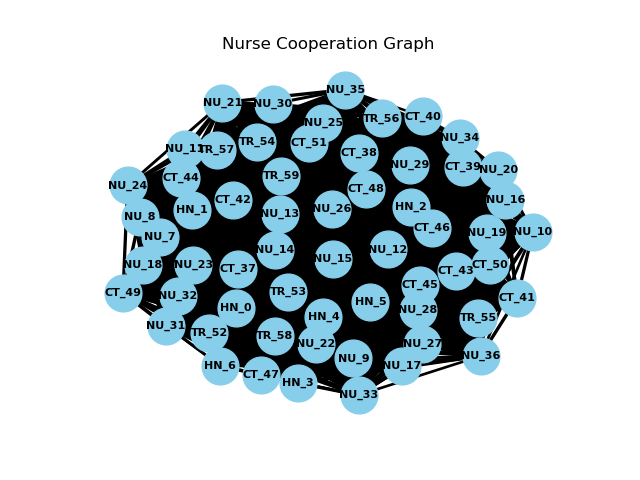 Nurse Cooperation Graph
NU_35
NU_21
NU_30
CT_40
TR_56
NU_25
NU_34
TR_54
CT_51
NU_11
TR_57
CT_38
NU_29
CT_39
NU_20
TR_59
CT_44
NU_24
CT_48
CT_42
NU_16
HN_1
NU_26
HN_2
NU_13
NU_8
CT_46
NU_10
NU_19
NU_7
NU_14
NU_12
NU_15
NU_18
NU_23
CT_50
CT_37
CT_43
CT_45
CT_49
TR_53
NU_32
CT_41
HN_5
HN_0
NU_28
HN_4
TR_55
NU_31
TR_52
TR_58
NU_22
NU_27
NU_36
NU_9
HN_6
NU_17
CT_47
HN_3
NU_33